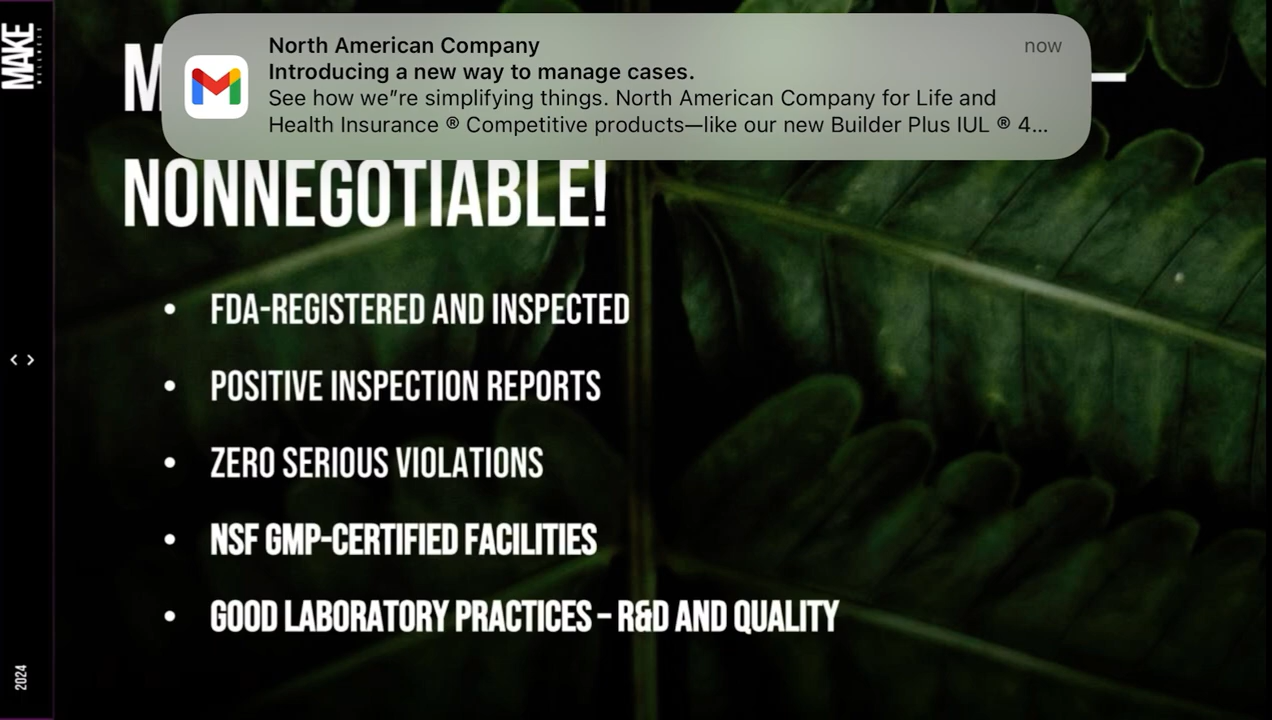 MAKE
WELLNESS
North American Company
now
Introducing a new way to manage cases.
See how we”re simplifying things. North American Company for Life and
Health Insurance ® Competitive products—like our new Builder Plus IUL ® 4...
M
NONNEGOTIABLE!
• FDA-REGISTERED AND INSPECTED
• POSITIVE INSPECTION REPORTS
• ZERO SERIOUS VIOLATIONS
• NSF GMP-CERTIFIED FACILITIES
• GOOD LABORATORY PRACTICES – R&D AND QUALITY
2024